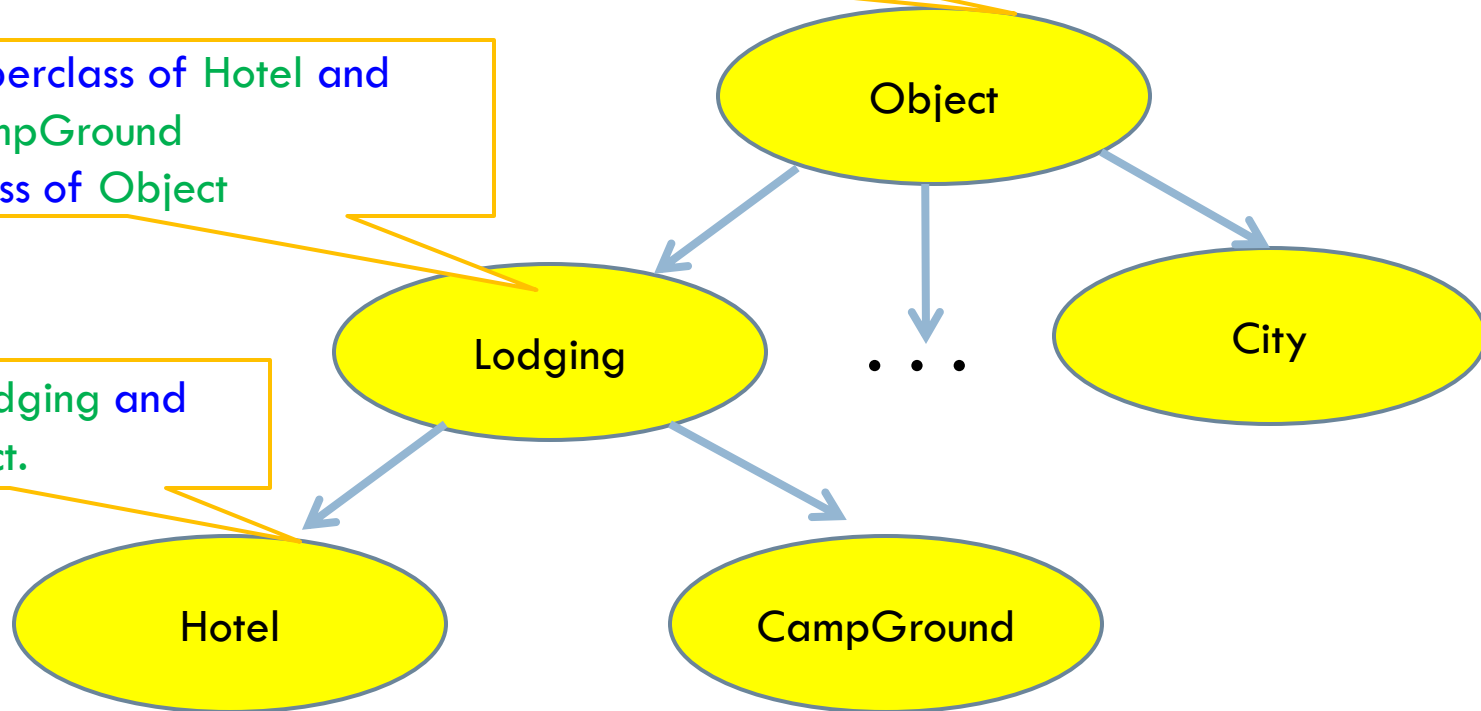 Object
perclass of Hotel and
mpGround
ss of Object
Lodging
. . .
City
dging and
ct.
Hotel
CampGround